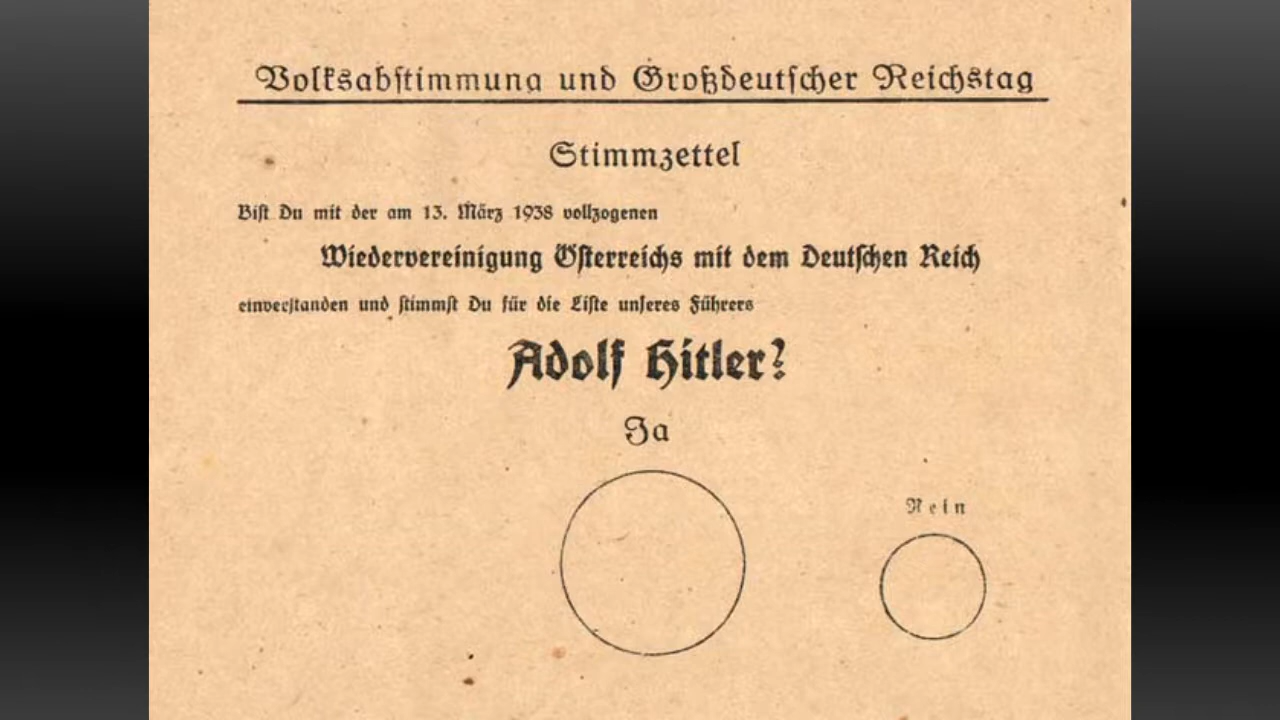 Volksabstimmung und Großdeutscher Reichstag
Stimmzettel
Bist Du mit der am 13. März 1938 vollzogenen
Wiedervereinigung Österreichs mit dem Deutschen Reich
einverstanden und stimmst Du für die Liste unseres Führers
Adolf Hitler?
Ja
Nein